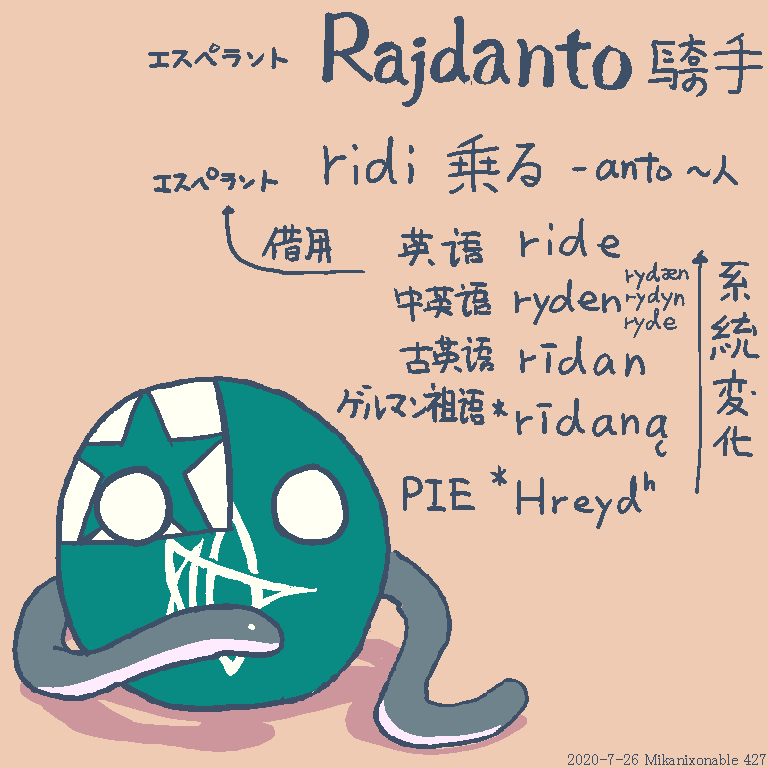 エスペラント Rajdanto 騎手
エスペラント ridi 乗る -anto ～人
借用
英語 ride
中英語 ryden rydæn rydyn ryde
古英語 rīdan
ゲルマン祖語 *rīdaną
PIE *Hreydʰ
系統変化
2020-7-26 Mikanixonable 427